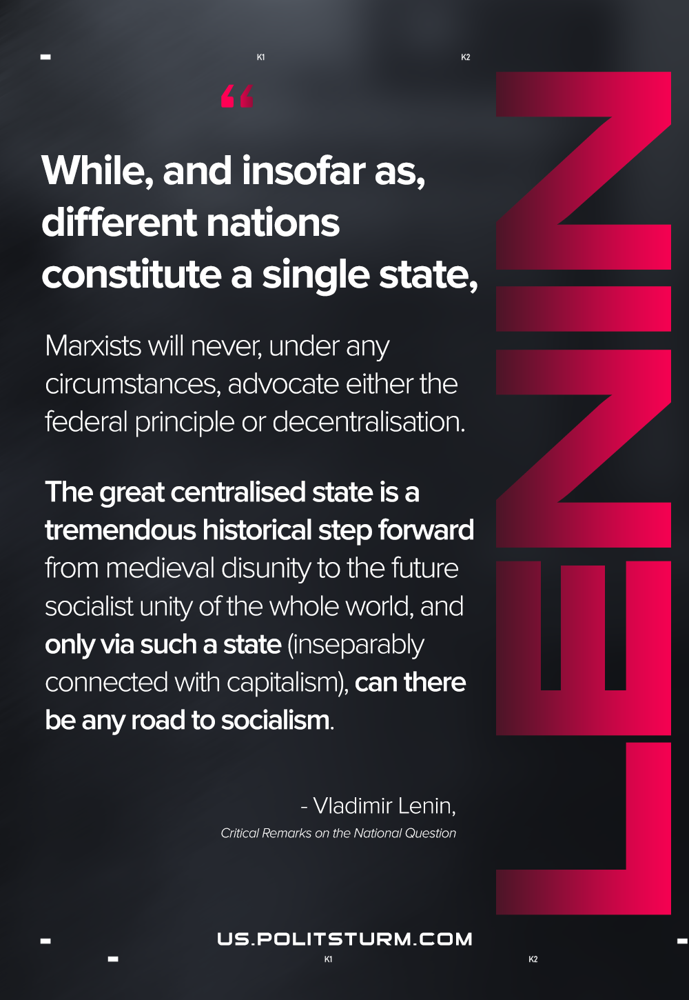 K1 K2
“
While, and insofar as,
different nations
constitute a single state,
Marxists will never, under any
circumstances, advocate either the
federal principle or decentralisation.
The great centralised state is a
tremendous historical step forward
from medieval disunity to the future
socialist unity of the whole world, and
only via such a state (inseparably
connected with capitalism), can there
be any road to socialism.
- Vladimir Lenin,
Critical Remarks on the National Question
LENIN
US.POLITSTURM.COM
K1 K2